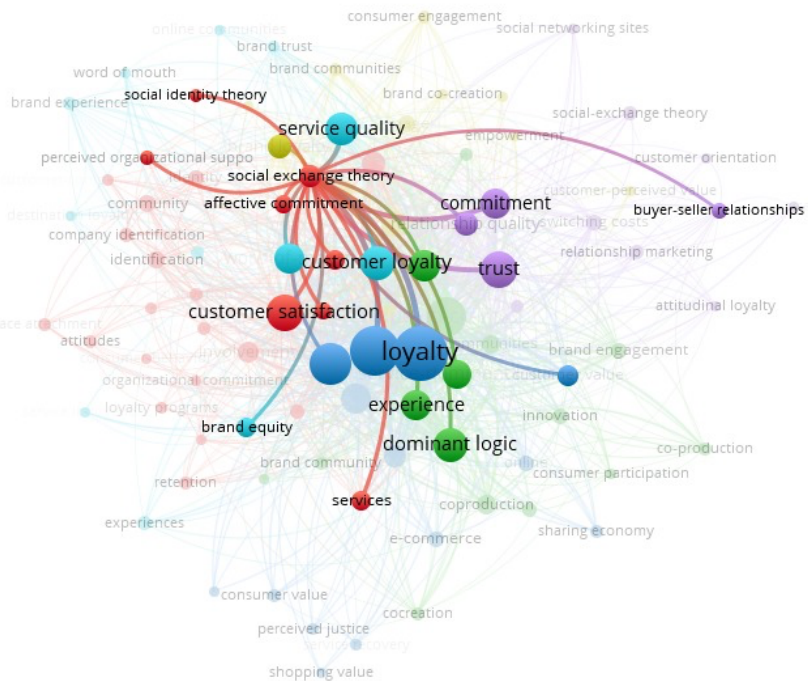 consumer engagement
social networking sites
online communities
brand trust
word of mouth
brand communities
social identity theory
brand co-creation
brand experience
social-exchange theory
service quality
empowerment
perceived organizational suppo
identity
customer orientation
social exchange theory
customer-perceived value
community
affective commitment
commitment
buyer-seller relationships
relationship quality
switching costs
company identification
identification
customer loyalty
trust
relationship marketing
customer satisfaction
attitudinal loyalty
attitudes
loyalty
brand engagement
involvement
organizational commitment
loyalty programs
experience
innovation
brand equity
dominant logic
co-production
brand community
online
consumer participation
retention
services
coproduction
experiences
e-commerce
sharing economy
consumer value
cocreation
perceived justice
service recovery
shopping value